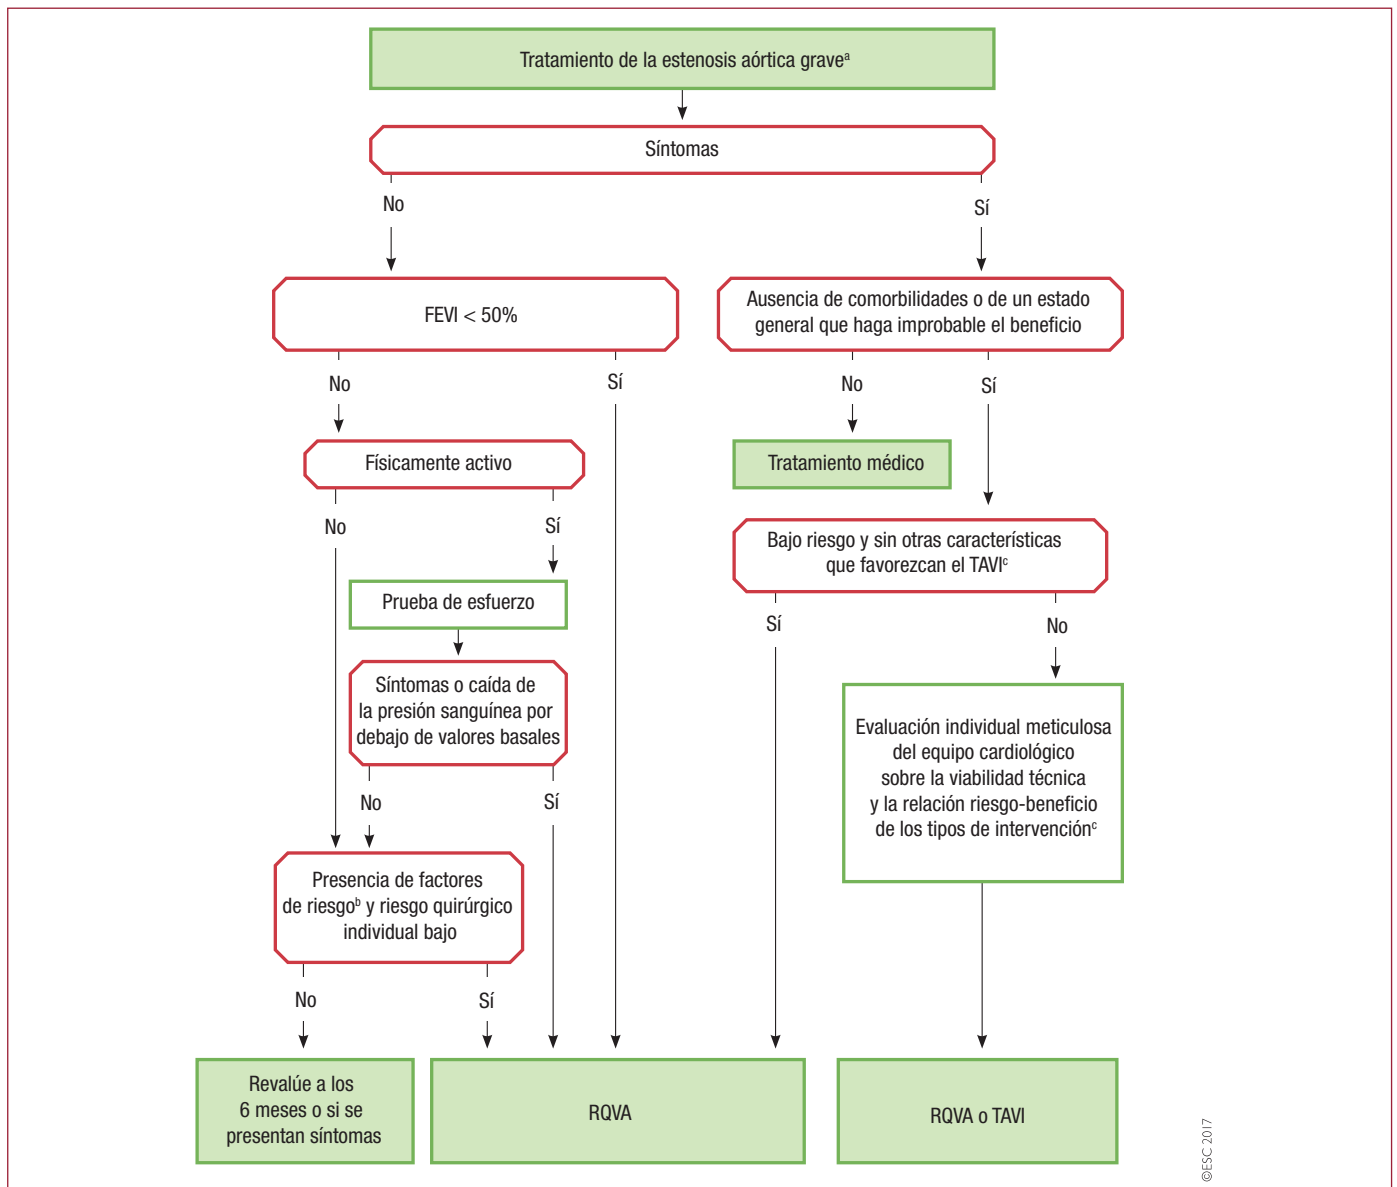 Tratamiento de la estenosis aórtica graveᵃ
Síntomas
No
Sí
FEVI < 50%
Ausencia de comorbilidades o de un estado
general que haga improbable el beneficio
No
Sí
No
Sí
Físicamente activo
Tratamiento médico
No
Sí
Bajo riesgo y sin otras características
que favorezcan el TAVIᶜ
Prueba de esfuerzo
Sí
No
Síntomas o caída de
la presión sanguínea por
debajo de valores basales
Evaluación individual meticulosa
del equipo cardiológico
sobre la viabilidad técnica
y la relación riesgo-beneficio
de los tipos de intervenciónᶜ
No
Sí
Presencia de factores
de riesgoᵇ y riesgo quirúrgico
individual bajo
No
Sí
Revalúe a los
6 meses o si se
presentan síntomas
RQVA
RQVA o TAVI
©ESC 2017